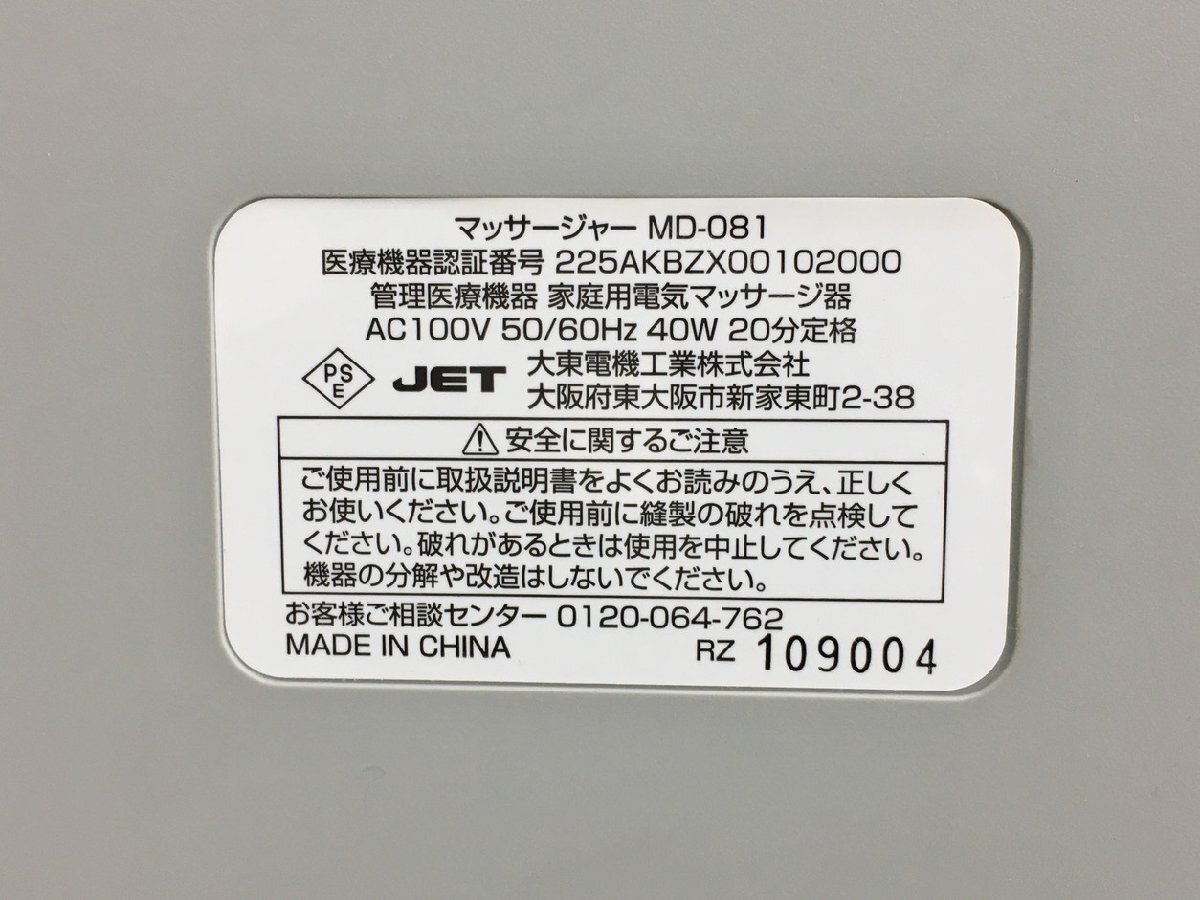 マッサージャー MD-081
医療機器認証番号 225AKBZX00102000
管理医療機器 家庭用電気マッサージ器
AC100V 50/60Hz 40W 20分定格
PS
E
JET
大東電機工業株式会社
大阪府東大阪市新家東町2-38
安全に関するご注意
ご使用前に取扱説明書をよくお読みのうえ、正しく
お使いください。ご使用前に縫製の破れを点検して
ください。破れがあるときは使用を中止してください。
機器の分解や改造はしないでください。
お客様ご相談センター 0120-064-762
MADE IN CHINA
RZ 109004